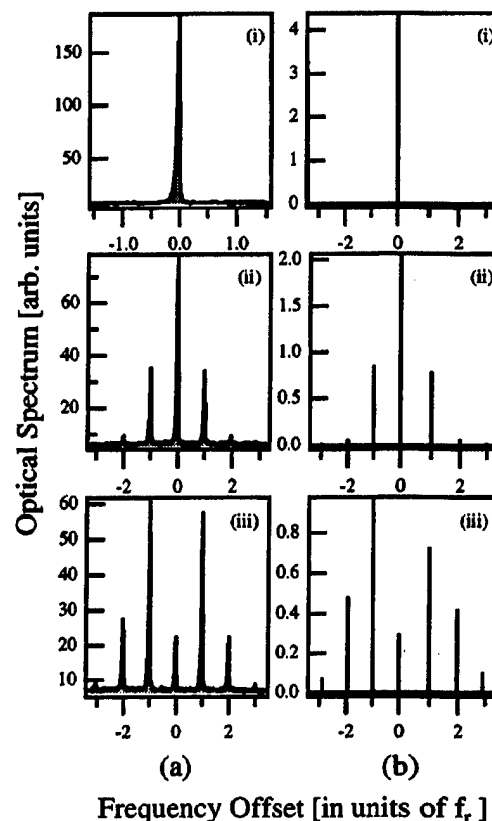 (i)
150
100
50
-1.0 0.0 1.0
(i)
4
3
2
1
0
-2 0 2
(ii)
60
40
20
-2 0 2
(ii)
2.0
1.5
1.0
0.5
0.0
-2 0 2
(iii)
60
50
40
30
20
10
-2 0 2
(iii)
0.8
0.6
0.4
0.2
0.0
-2 0 2
Optical Spectrum [arb. units]
(a) (b)
Frequency Offset [in units of f_r]